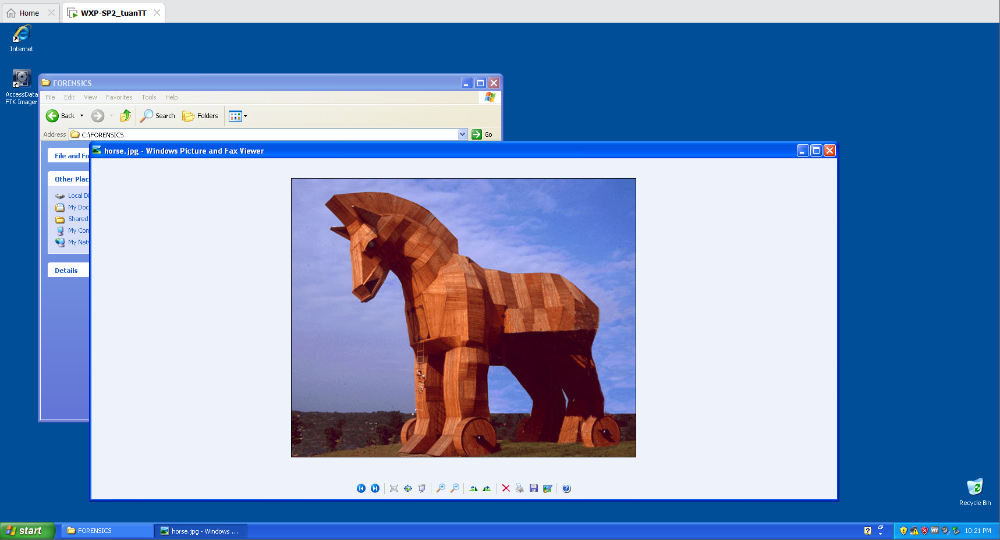 Home
WXP-SP2_tuanTT
Internet
AccessData
FTK Imager
FORENSICS
File Edit View Favorites Tools Help
Back Search Folders
Address C:\FORENSICS Go
File and Fo
horse.jpg - Windows Picture and Fax Viewer
Other Plac
Local Di
My Doc
Shared
My Com
My Net
Details
Recycle Bin
start FORENSICS horse.jpg - Windows ... 10:21 PM